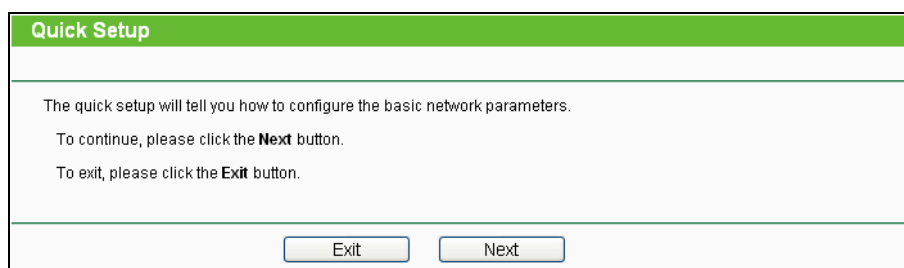 Quick Setup
The quick setup will tell you how to configure the basic network parameters.
To continue, please click the Next button.
To exit, please click the Exit button.
Exit Next